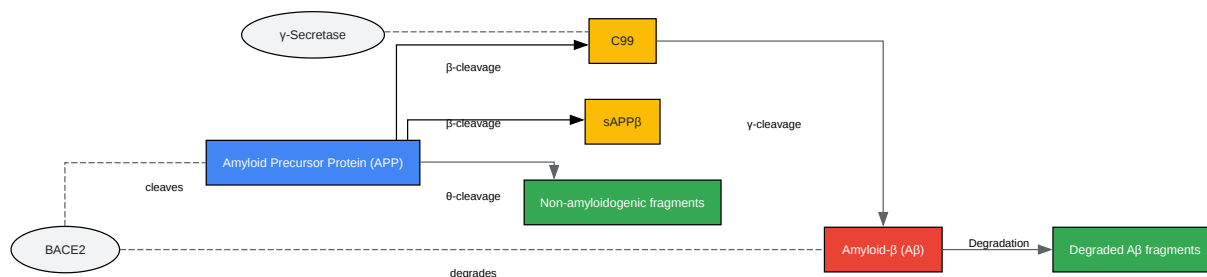 γ-Secretase
C99
β-cleavage
sAPPβ
β-cleavage
γ-cleavage
Amyloid Precursor Protein (APP)
cleaves
θ-cleavage
Non-amyloidogenic fragments
BACE2
Amyloid-β (Aβ)
Degradation
Degraded Aβ fragments
degrades